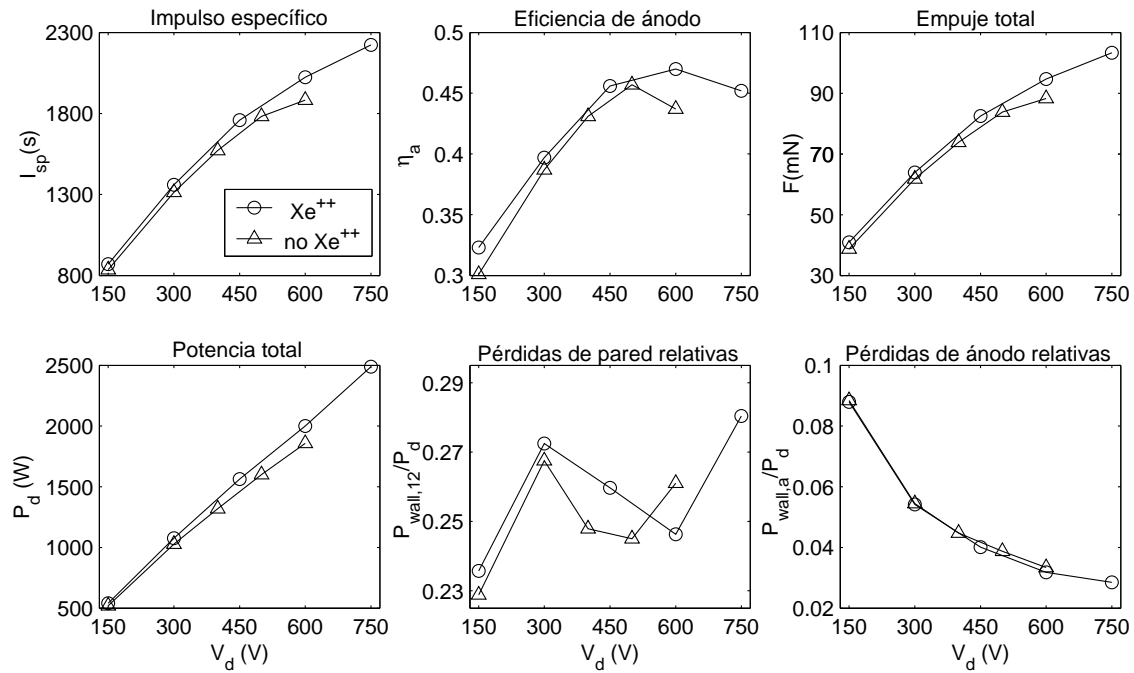 Impulso específico
2300
1800
1300
800
I_sp(s)
Xe^++
no Xe^++
150 300 450 600 750
Eficiencia de ánodo
0.5
0.45
0.4
0.35
0.3
η_a
150 300 450 600 750
Empuje total
110
90
70
50
30
F(mN)
150 300 450 600 750
Potencia total
2500
2000
1500
1000
500
P_d (W)
150 300 450 600 750
V_d (V)
Pérdidas de pared relativas
0.29
0.27
0.25
0.23
P_wall,12/P_d
150 300 450 600 750
V_d (V)
Pérdidas de ánodo relativas
0.1
0.08
0.06
0.04
0.02
P_wall,a/P_d
150 300 450 600 750
V_d (V)